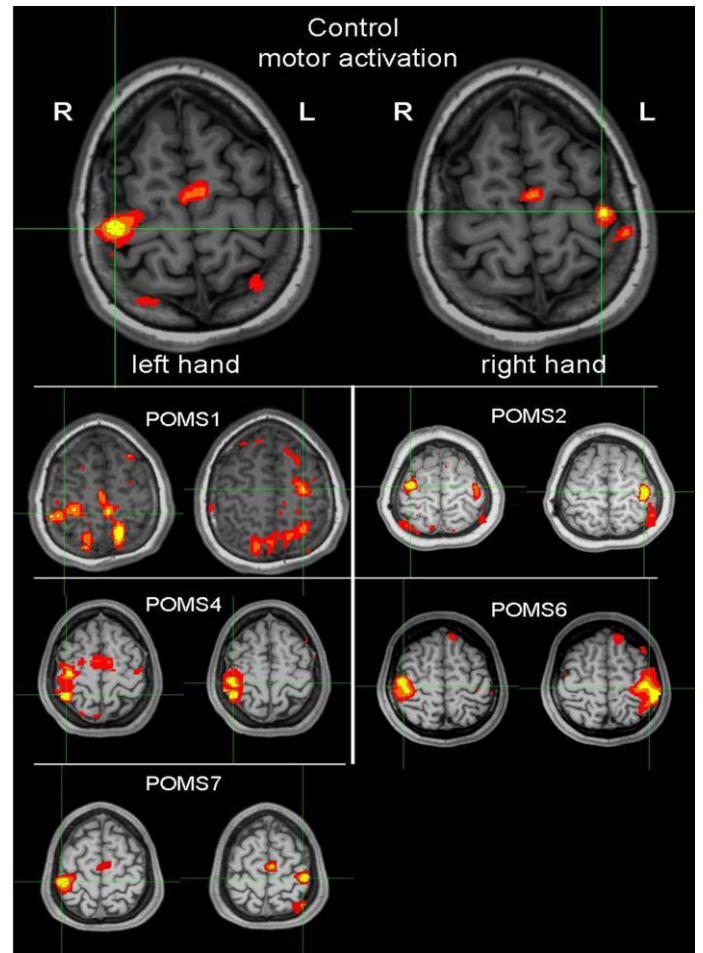 Control
motor activation
R L R L
left hand right hand
POMS1 POMS2
POMS4 POMS6
POMS7